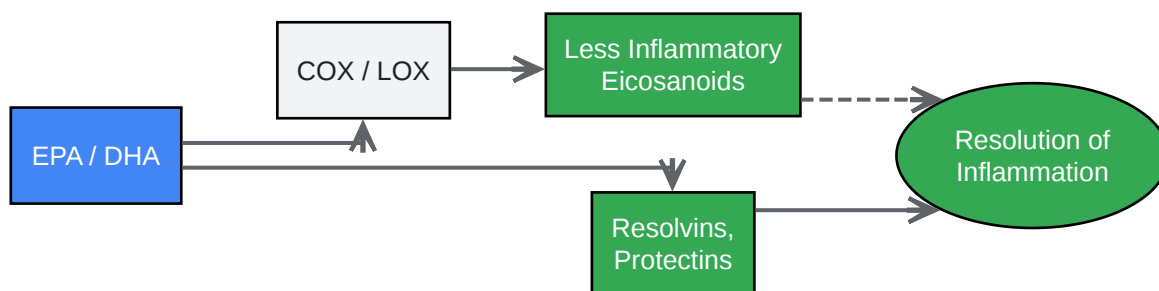 EPA / DHA
COX / LOX
Less Inflammatory
Eicosanoids
Resolvins,
Protectins
Resolution of
Inflammation